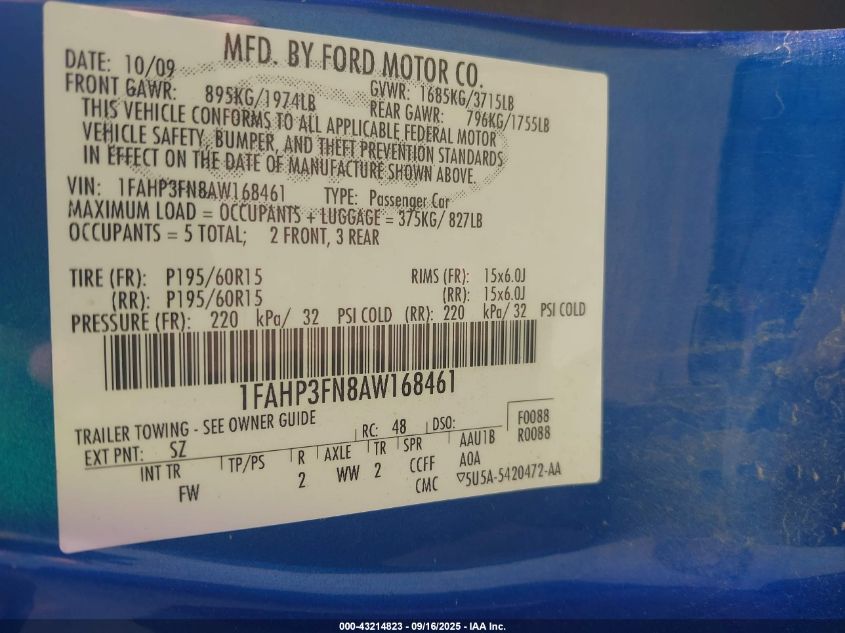 MFD. BY FORD MOTOR CO.
DATE: 10/09
GVWR: 1685KG/3715LB
FRONT GAWR: 895KG/1974LB
REAR GAWR: 796KG/1755LB
THIS VEHICLE CONFORMS TO ALL APPLICABLE FEDERAL MOTOR
VEHICLE SAFETY, BUMPER, AND THEFT PREVENTION STANDARDS
IN EFFECT ON THE DATE OF MANUFACTURE SHOWN ABOVE.
VIN: 1FAHP3FN8AW168461 TYPE: Passenger Car
MAXIMUM LOAD = OCCUPANTS + LUGGAGE = 375KG/ 827LB
OCCUPANTS = 5 TOTAL; 2 FRONT, 3 REAR
TIRE (FR): P195/60R15 RIMS (FR): 15x6.0J
(RR): P195/60R15 (RR): 15x6.0J
PRESSURE (FR): 220 kPa/ 32 PSI COLD (RR): 220 kPa/ 32 PSI COLD
1FAHP3FN8AW168461
TRAILER TOWING - SEE OWNER GUIDE
F0088
R0088
EXT PNT: SZ RC: 48 DSO:
INT TR TP/PS R AXLE TR SPR AAU1B
FW 2 WW 2 CCFF AOA
CMC ▽5U5A-5420472-AA
000-43214823 - 09/16/2025 - IAA Inc.